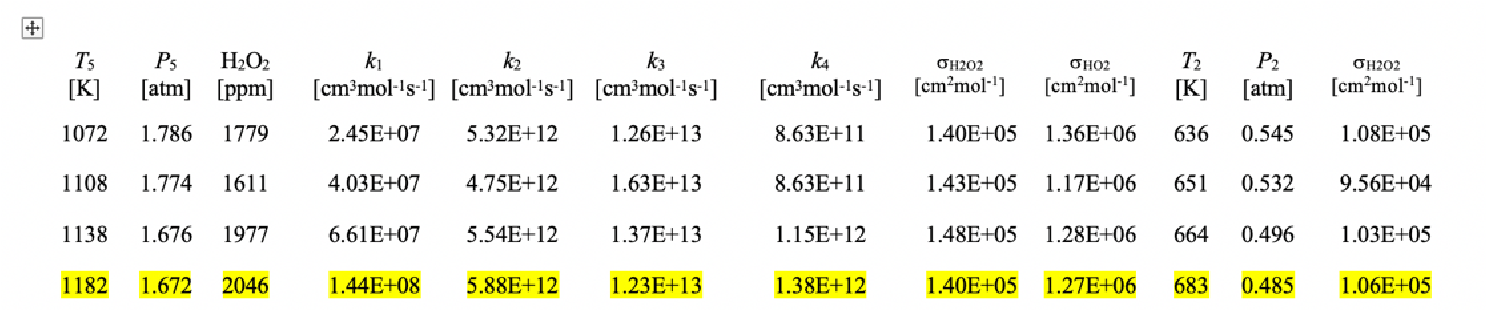 T₅ P₅ H₂O₂ k₁ k₂ k₃ k₄ σH2O2 σHO2 T₂ P₂ σH2O2
[K] [atm] [ppm] [cm³mol⁻¹s⁻¹] [cm³mol⁻¹s⁻¹] [cm³mol⁻¹s⁻¹] [cm³mol⁻¹s⁻¹] [cm²mol⁻¹] [cm²mol⁻¹] [K] [atm] [cm²mol⁻¹]
1072 1.786 1779 2.45E+07 5.32E+12 1.26E+13 8.63E+11 1.40E+05 1.36E+06 636 0.545 1.08E+05
1108 1.774 1611 4.03E+07 4.75E+12 1.63E+13 8.63E+11 1.43E+05 1.17E+06 651 0.532 9.56E+04
1138 1.676 1977 6.61E+07 5.54E+12 1.37E+13 1.15E+12 1.48E+05 1.28E+06 664 0.496 1.03E+05
1182 1.672 2046 1.44E+08 5.88E+12 1.23E+13 1.38E+12 1.40E+05 1.27E+06 683 0.485 1.06E+05